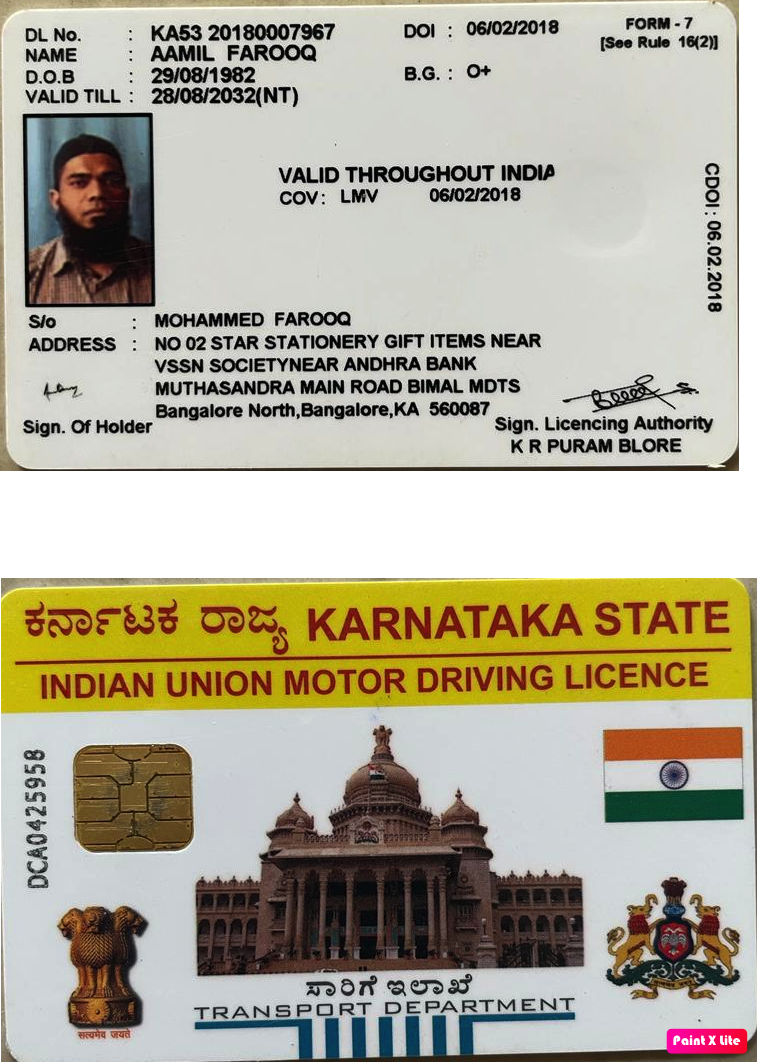 DL No. : KA53 20180007967 DOI : 06/02/2018 FORM - 7
NAME : AAMIL FAROOQ [See Rule 16(2)]
D.O.B : 29/08/1982 B.G. : O+
VALID TILL : 28/08/2032(NT)
VALID THROUGHOUT INDIA
COV: LMV 06/02/2018
CDOI: 06.02.2018
S/o : MOHAMMED FAROOQ
ADDRESS : NO 02 STAR STATIONERY GIFT ITEMS NEAR
VSSN SOCIETYNEAR ANDHRA BANK
MUTHASANDRA MAIN ROAD BIMAL MDTS
Bangalore North,Bangalore,KA 560087
Sign. Of Holder
Sign. Licencing Authority
K R PURAM BLORE
ಕರ್ನಾಟಕ ರಾಜ್ಯ KARNATAKA STATE
INDIAN UNION MOTOR DRIVING LICENCE
DCA0425958
सत्यमेव जयते
ಸಾರಿಗೆ ಇಲಾಖೆ
TRANSPORT DEPARTMENT
Paint X lite